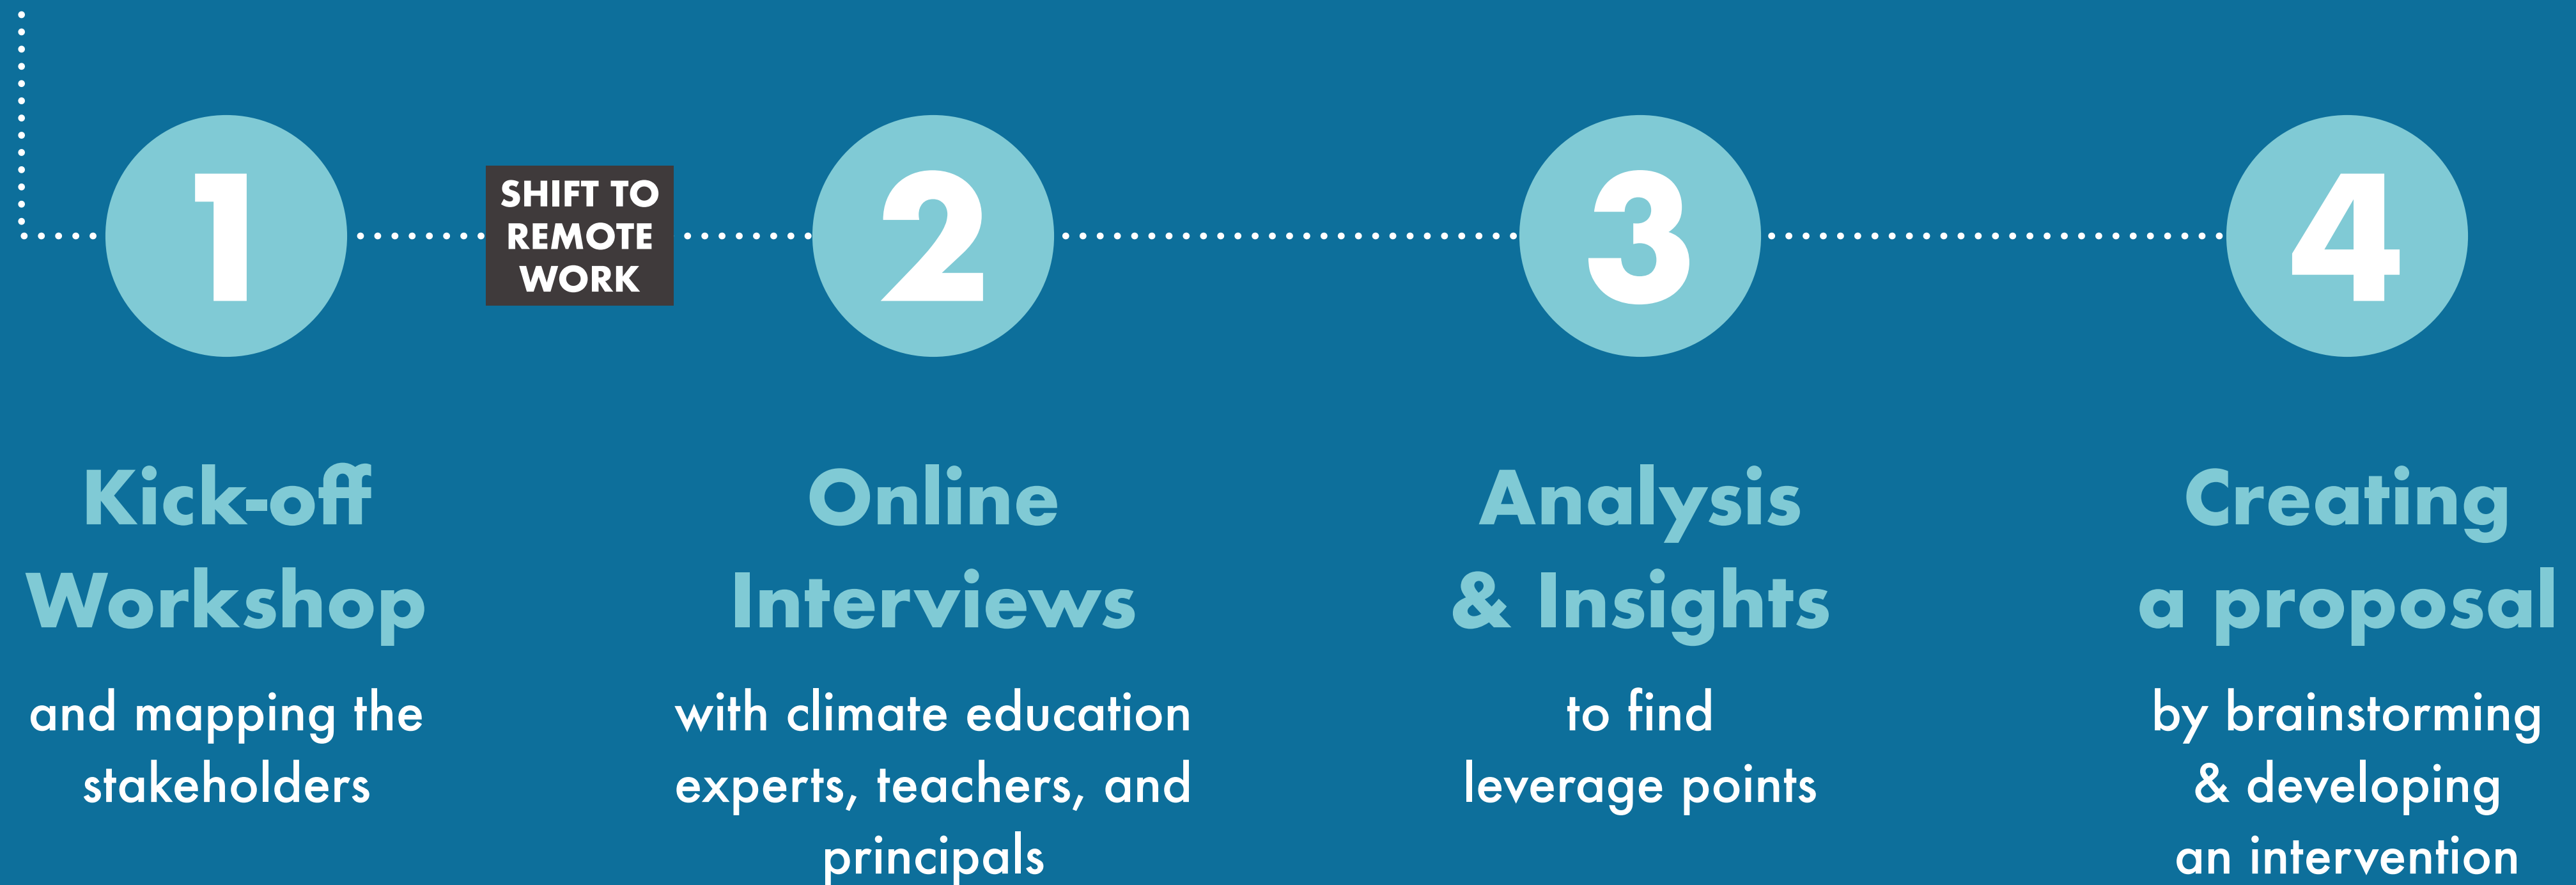 1
SHIFT TO
REMOTE
WORK
2
3
4
Kick-off
Workshop
and mapping the
stakeholders
Online
Interviews
with climate education
experts, teachers, and
principals
Analysis
& Insights
to find
leverage points
Creating
a proposal
by brainstorming
& developing
an intervention